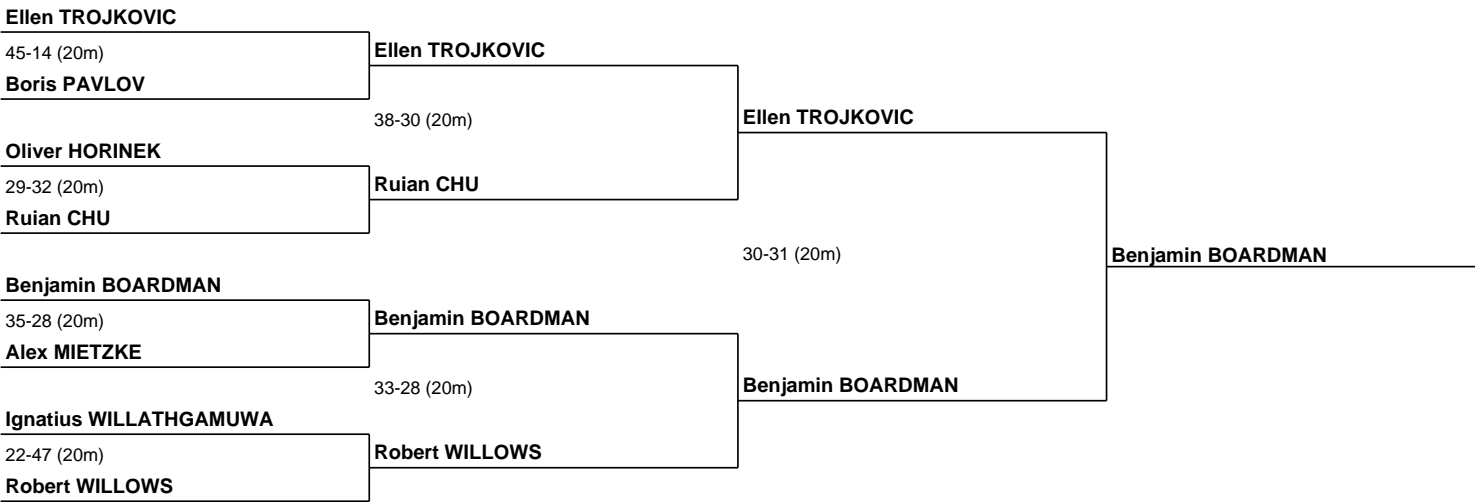 Ellen TROJKOVIC
45-14 (20m)
Boris PAVLOV
Oliver HORINEK
29-32 (20m)
Ruian CHU
Benjamin BOARDMAN
35-28 (20m)
Alex MIETZKE
Ignatius WILLATHGAMUWA
22-47 (20m)
Robert WILLOWS
Ellen TROJKOVIC
38-30 (20m)
Ruian CHU
Benjamin BOARDMAN
33-28 (20m)
Robert WILLOWS
Ellen TROJKOVIC
30-31 (20m)
Benjamin BOARDMAN
Benjamin BOARDMAN